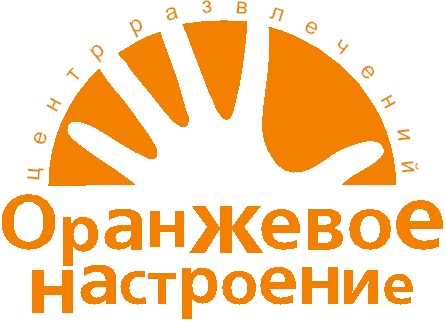 центр развлечений
Оранжевое
настроение